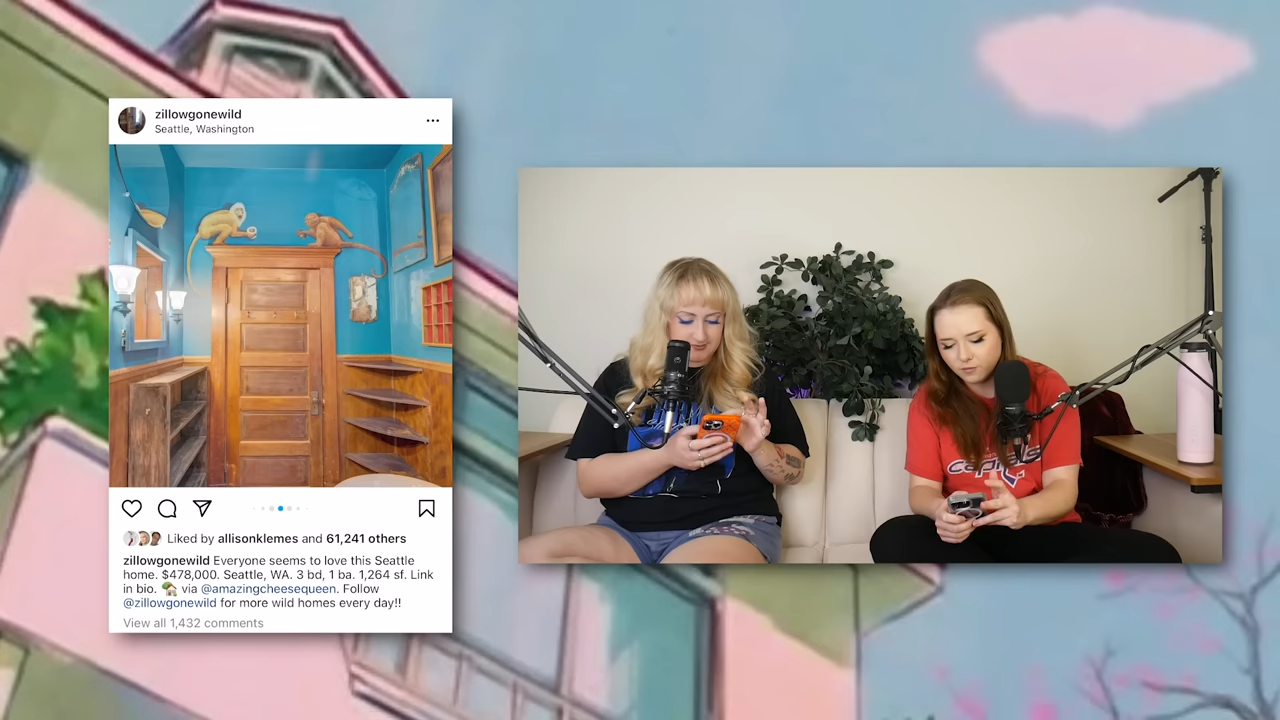 zillowgonewild
Seattle, Washington
Liked by allisonklemes and 61,241 others
zillowgonewild Everyone seems to love this Seattle
home. $478,000. Seattle, WA. 3 bd, 1 ba. 1,264 sf. Link
in bio. 🏡 via @amazingcheesequeen. Follow
@zillowgonewild for more wild homes every day!!
View all 1,432 comments
capitals